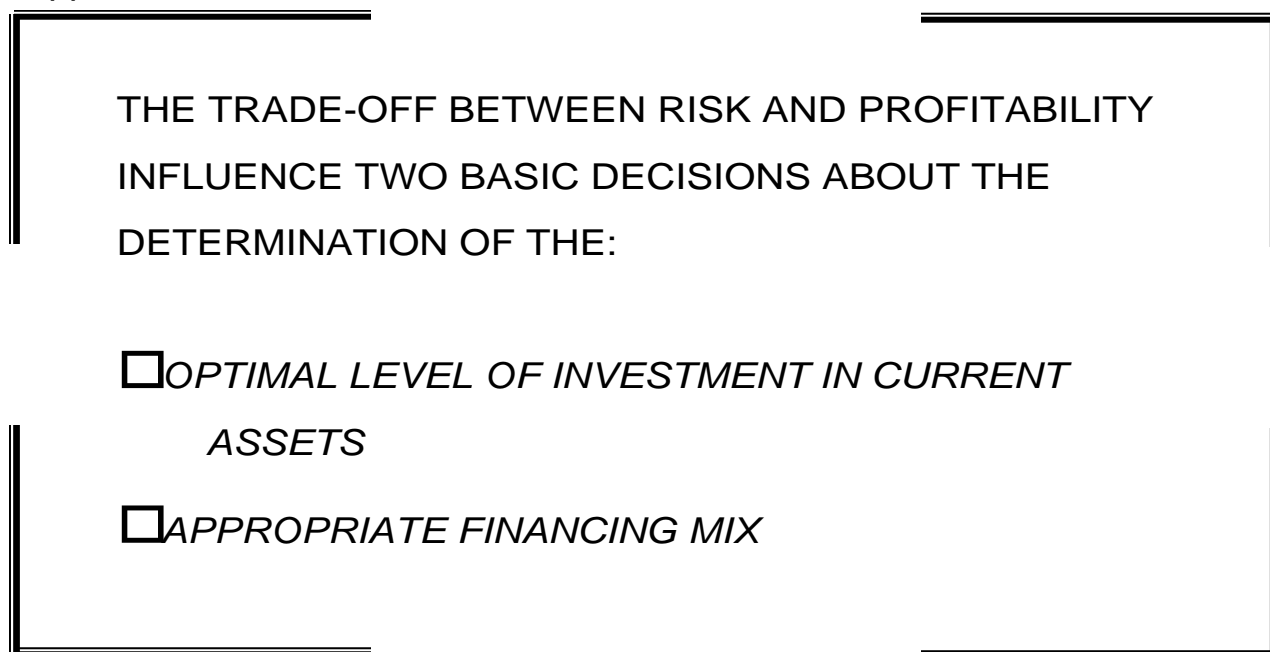 THE TRADE-OFF BETWEEN RISK AND PROFITABILITY
INFLUENCE TWO BASIC DECISIONS ABOUT THE
DETERMINATION OF THE:
☐OPTIMAL LEVEL OF INVESTMENT IN CURRENT
ASSETS
☐APPROPRIATE FINANCING MIX